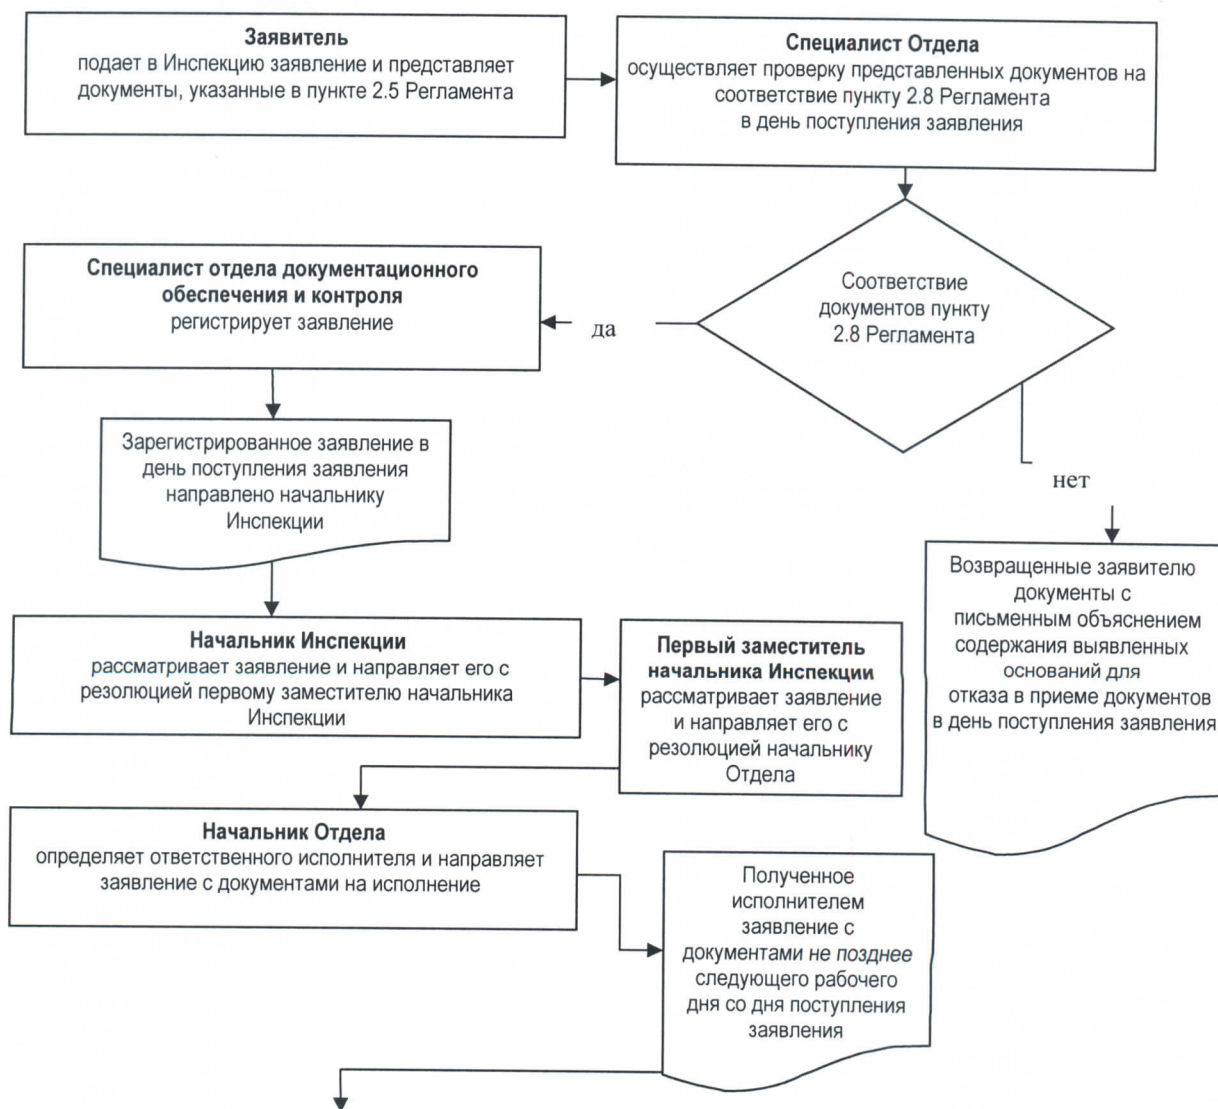 Заявитель
подает в Инспекцию заявление и представляет
документы, указанные в пункте 2.5 Регламента
Специалист Отдела
осуществляет проверку представленных документов на
соответствие пункту 2.8 Регламента
в день поступления заявления
Соответствие
документов пункту
2.8 Регламента
да
нет
Специалист отдела документационного
обеспечения и контроля
регистрирует заявление
Зарегистрированное заявление в
день поступления заявления
направлено начальнику
Инспекции
Возвращенные заявителю
документы с
письменным объяснением
содержания выявленных
оснований для
отказа в приеме документов
в день поступления заявления
Начальник Инспекции
рассматривает заявление и направляет его с
резолюцией первому заместителю начальника
Инспекции
Первый заместитель
начальника Инспекции
рассматривает заявление
и направляет его с
резолюцией начальнику
Отдела
Начальник Отдела
определяет ответственного исполнителя и направляет
заявление с документами на исполнение
Полученное
исполнителем
заявление с
документами не позднее
следующего рабочего
дня со дня поступления
заявления